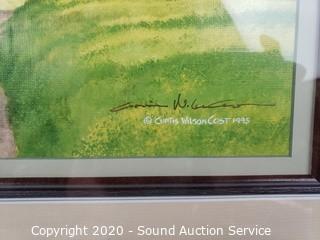 © CURTIS WILSON COST 1995
Copyright 2020 - Sound Auction Service